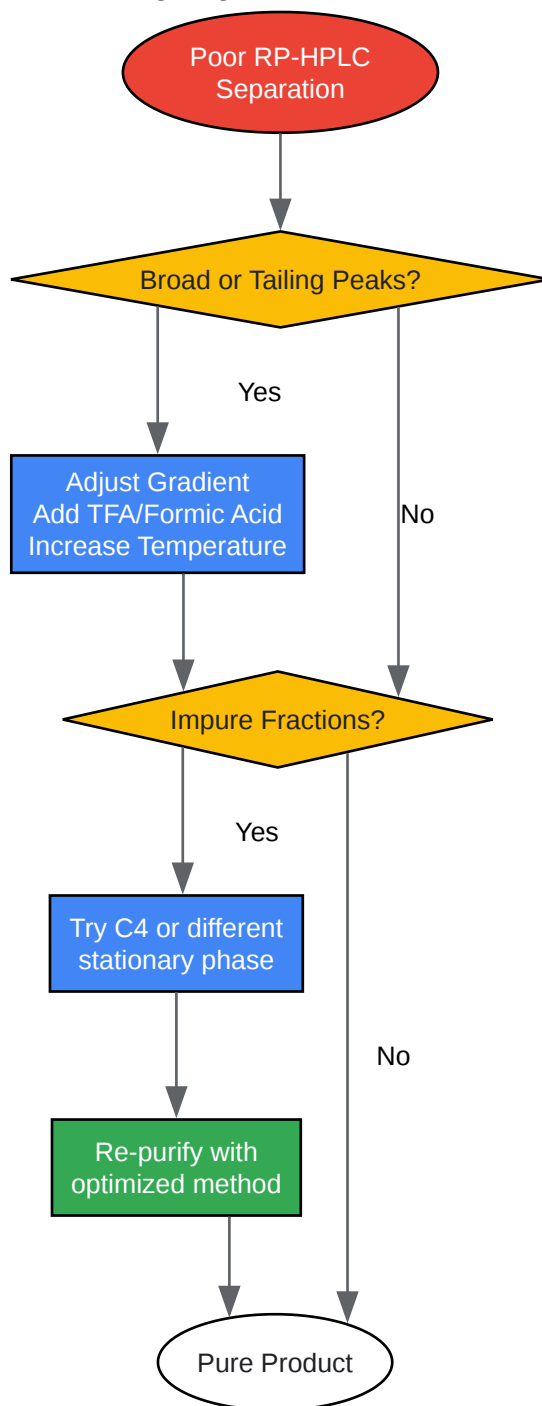 Poor RP-HPLC
Separation
Broad or Tailing Peaks?
Yes
Adjust Gradient
Add TFA/Formic Acid
Increase Temperature
No
Impure Fractions?
Yes
Try C4 or different
stationary phase
No
Re-purify with
optimized method
Pure Product